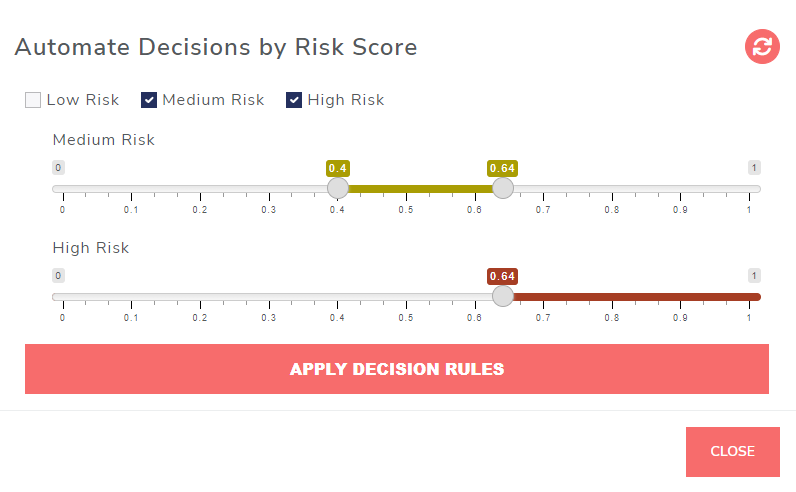 Automate Decisions by Risk Score
Low Risk Medium Risk High Risk
Medium Risk
0 0.4 0.64 1
0 0.1 0.2 0.3 0.4 0.5 0.6 0.7 0.8 0.9 1
High Risk
0 0.64 1
0 0.1 0.2 0.3 0.4 0.5 0.6 0.7 0.8 0.9 1
APPLY DECISION RULES
CLOSE